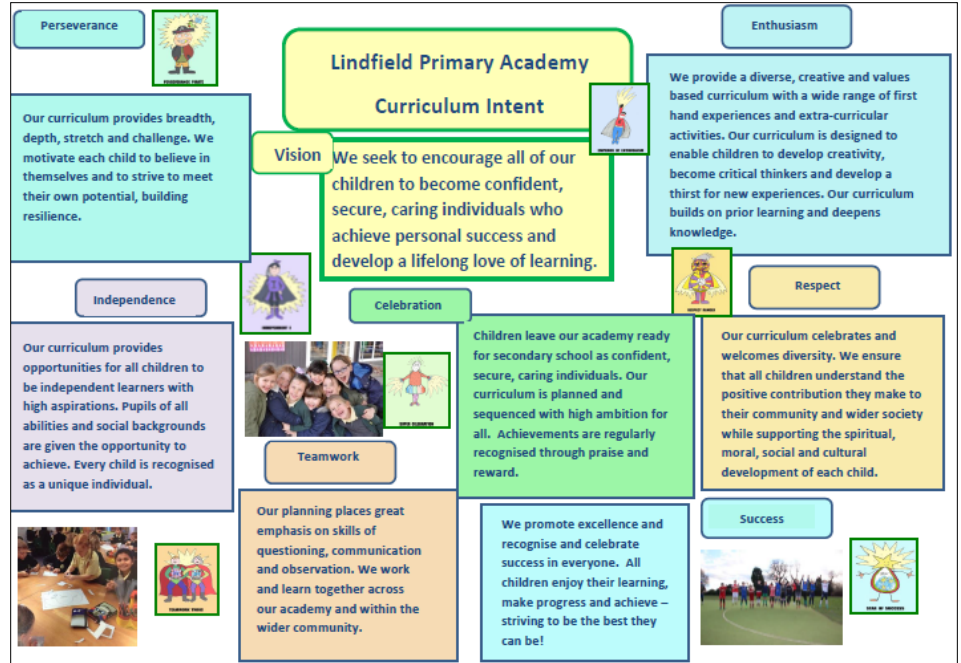 Perseverance
Enthusiasm
Lindfield Primary Academy
Curriculum Intent
Vision
We seek to encourage all of our
children to become confident,
secure, caring individuals who
achieve personal success and
develop a lifelong love of learning.
Our curriculum provides breadth,
depth, stretch and challenge. We
motivate each child to believe in
themselves and to strive to meet
their own potential, building
resilience.
We provide a diverse, creative and values
based curriculum with a wide range of first
hand experiences and extra-curricular
activities. Our curriculum is designed to
enable children to develop creativity,
become critical thinkers and develop a
thirst for new experiences. Our curriculum
builds on prior learning and deepens
knowledge.
Independence
Our curriculum provides
opportunities for all children to
be independent learners with
high aspirations. Pupils of all
abilities and social backgrounds
are given the opportunity to
achieve. Every child is recognised
as a unique individual.
Celebration
Children leave our academy ready
for secondary school as confident,
secure, caring individuals. Our
curriculum is planned and
sequenced with high ambition for
all. Achievements are regularly
recognised through praise and
reward.
Respect
Our curriculum celebrates and
welcomes diversity. We ensure
that all children understand the
positive contribution they make to
their community and wider society
while supporting the spiritual,
moral, social and cultural
development of each child.
Teamwork
Our planning places great
emphasis on skills of
questioning, communication
and observation. We work
and learn together across
our academy and within the
wider community.
Success
We promote excellence and
recognise and celebrate
success in everyone. All
children enjoy their learning,
make progress and achieve –
striving to be the best they
can be!
STAR OF SUCCESS